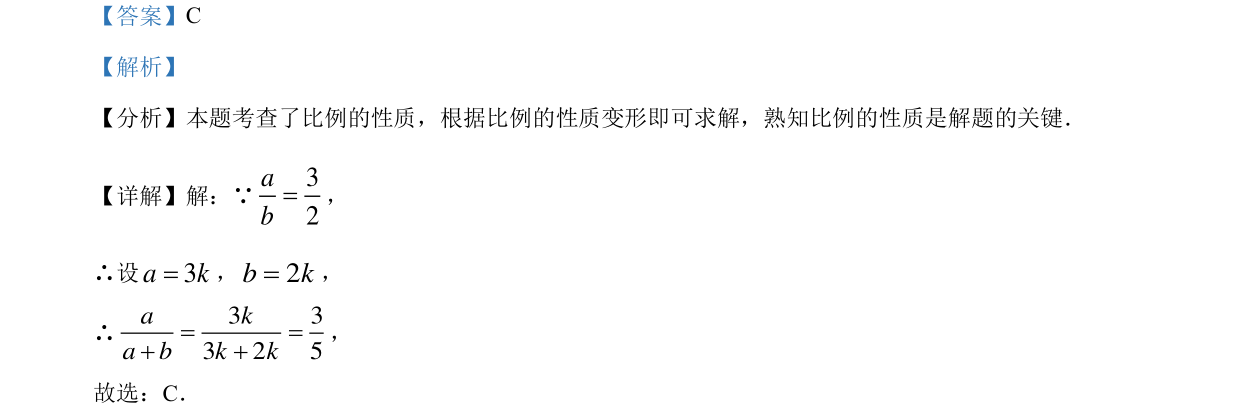 【答案】C
【解析】
【分析】本题考查了比例的性质，根据比例的性质变形即可求解，熟知比例的性质是解题的关键．
【详解】解：∵ a/b = 3/2，
∴设 a = 3k，b = 2k，
∴ a/(a+b) = 3k/(3k+2k) = 3/5，
故选：C．